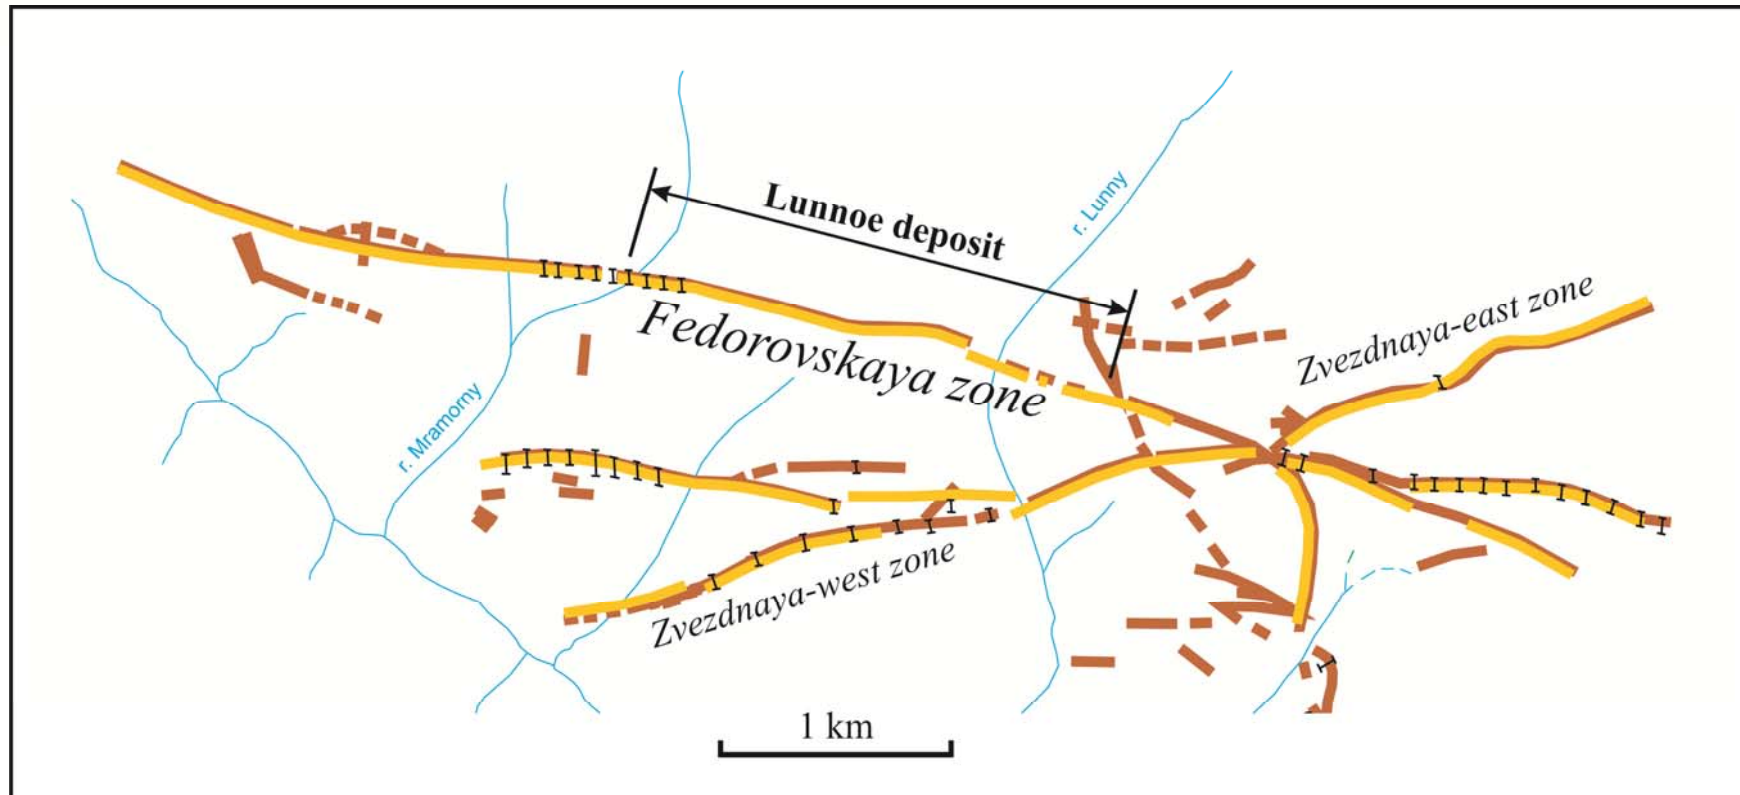 Lunnoe deposit
r. Lunny
Fedorovskaya zone
Zvezdnaya-east zone
r. Mramorny
Zvezdnaya-west zone
1 km